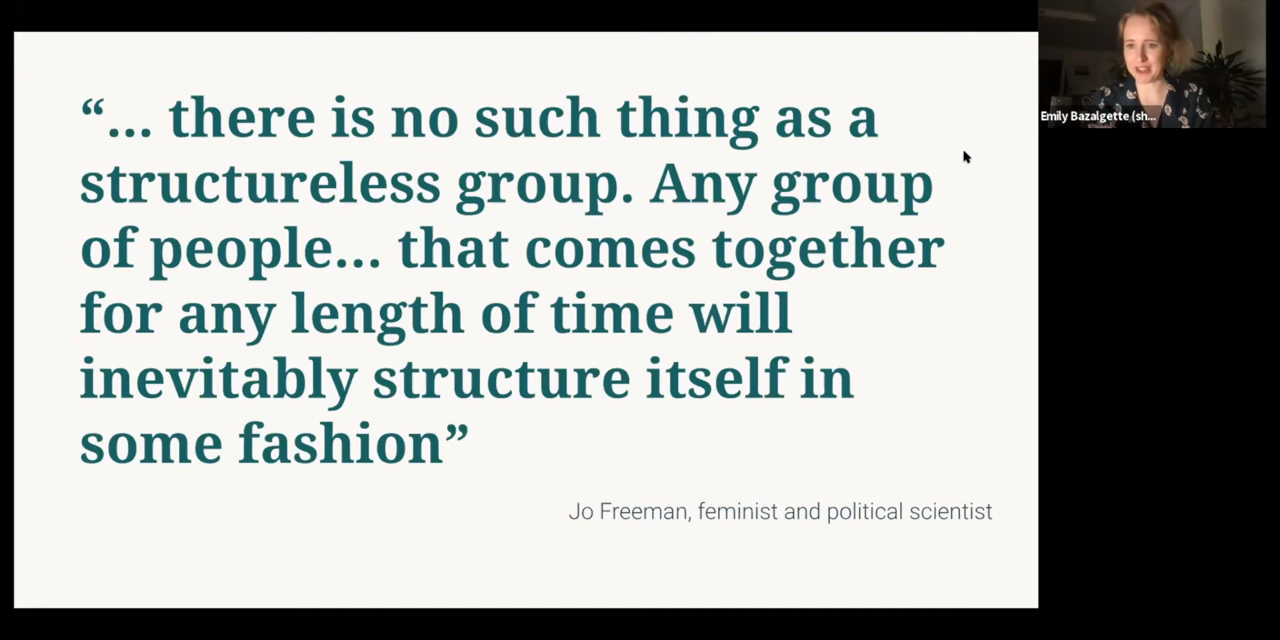 “... there is no such thing as a
structureless group. Any group
of people... that comes together
for any length of time will
inevitably structure itself in
some fashion”
Jo Freeman, feminist and political scientist
Emily Bazalgette (sh...